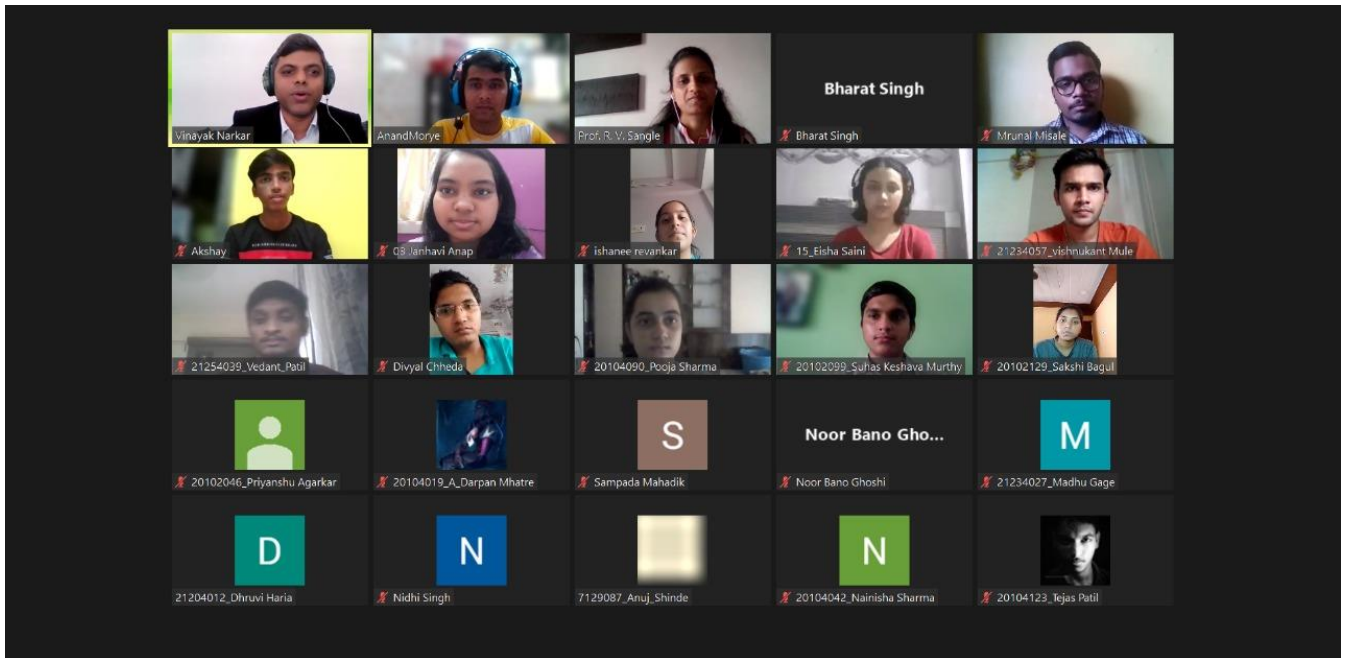 Vinayak Narkar
AnandMorye
Prof. R. V. Sangle
Bharat Singh
Bharat Singh
Mrunal Misale
Akshay
03 Janhavi Anap
ishanee revankar
15_Eisha Saini
21234057_vishnukant Mule
21254039_Vedant_Patil
Divyal Chheda
20104090_Pooja Sharma
20102099_Suhas Keshava Murthy
20102129_Sakshi Bagul
20102046_Priyanshu Agarkar
20104019_A_Darpan Mhatre
S
Sampada Mahadik
Noor Bano Gho...
Noor Bano Ghoshi
M
21234027_Madhu Gage
D
21204012_Dhruvi Haria
N
Nidhi Singh
7129087_Anuj_Shinde
N
20104042_Nainisha Sharma
20104123_Tejas Patil